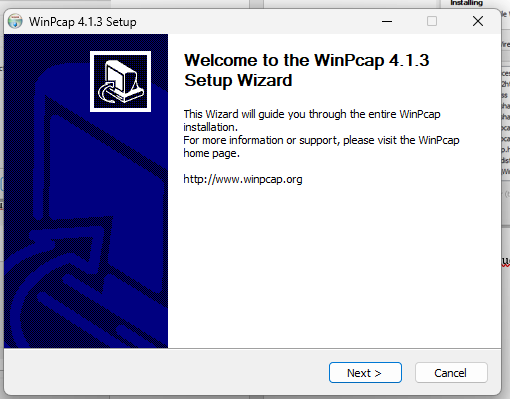 Installing
WinPcap 4.1.3 Setup
Welcome to the WinPcap 4.1.3
Setup Wizard
This Wizard will guide you through the entire WinPcap
installation.
For more information or support, please visit the WinPcap
home page.
http://www.winpcap.org
Next >
Cancel